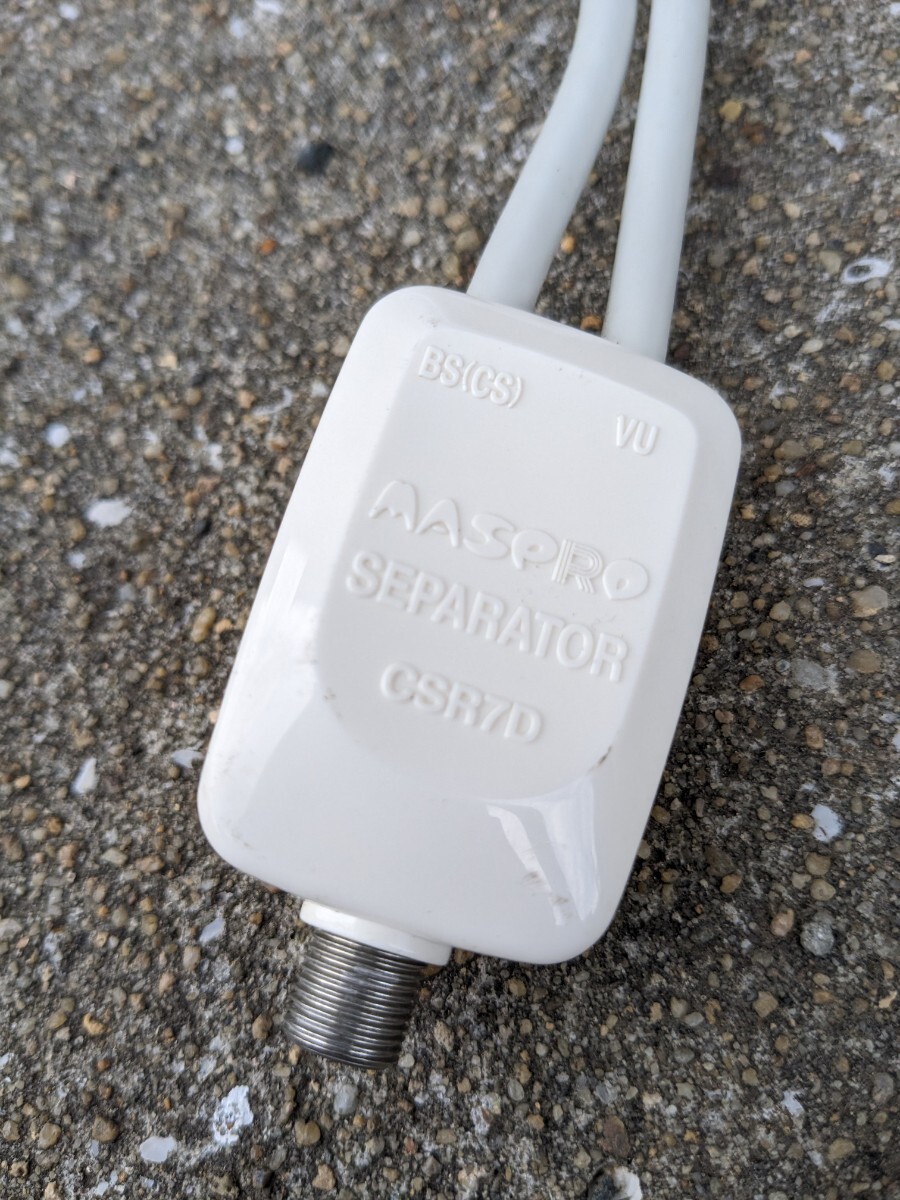 BS(CS)
VU
MASPRO
SEPARATOR
CSR7D